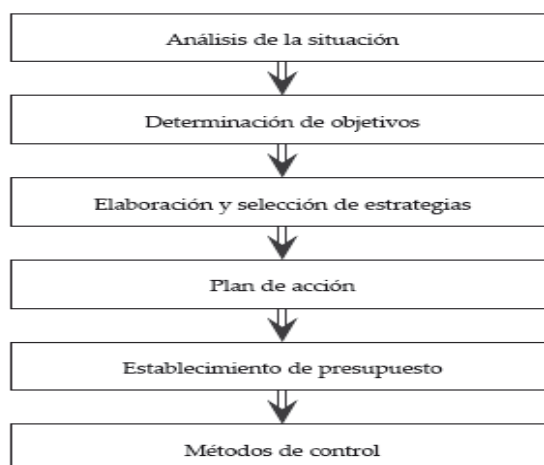 Análisis de la situación
Determinación de objetivos
Elaboración y selección de estrategias
Plan de acción
Establecimiento de presupuesto
Métodos de control